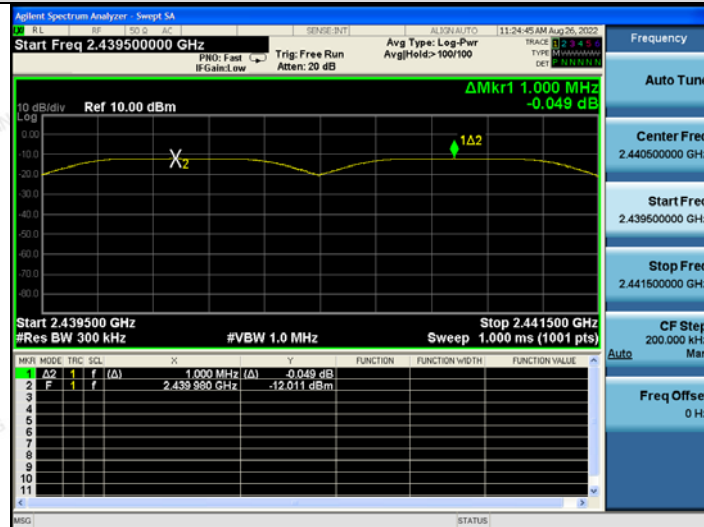 Agilent Spectrum Analyzer - Swept SA
RL RF 50 Ω AC SENSE:INT ALIGNAUTO 11:24:45 AM Aug 26, 2022
Start Freq 2.439500000 GHz
PNO: Fast
IFGain:Low
Trig: Free Run
Atten: 20 dB
Avg Type: Log-Pwr
Avg|Hold:>100/100
TRACE 1 2 3 4 5 6
TYPE MWWWWW
DET P N N N N N
ΔMkr1 1.000 MHz
-0.049 dB
10 dB/div Ref 10.00 dBm
Log
0.00
-10.0
-20.0
-30.0
-40.0
-50.0
-60.0
-70.0
-80.0
X2
1Δ2
Start 2.439500 GHz Stop 2.441500 GHz
#Res BW 300 kHz #VBW 1.0 MHz Sweep 1.000 ms (1001 pts)
MKR MODE TRC SCL X Y FUNCTION FUNCTION WIDTH FUNCTION VALUE
1 Δ2 1 f (Δ) 1.000 MHz (Δ) -0.049 dB
2 F 1 f 2.439 980 GHz -12.011 dBm
3
4
5
6
7
8
9
10
11
MSG STATUS
Frequency
Auto Tune
Center Freq
2.440500000 GHz
Start Freq
2.439500000 GHz
Stop Freq
2.441500000 GHz
CF Step
200.000 kHz
Auto Man
Freq Offset
0 Hz